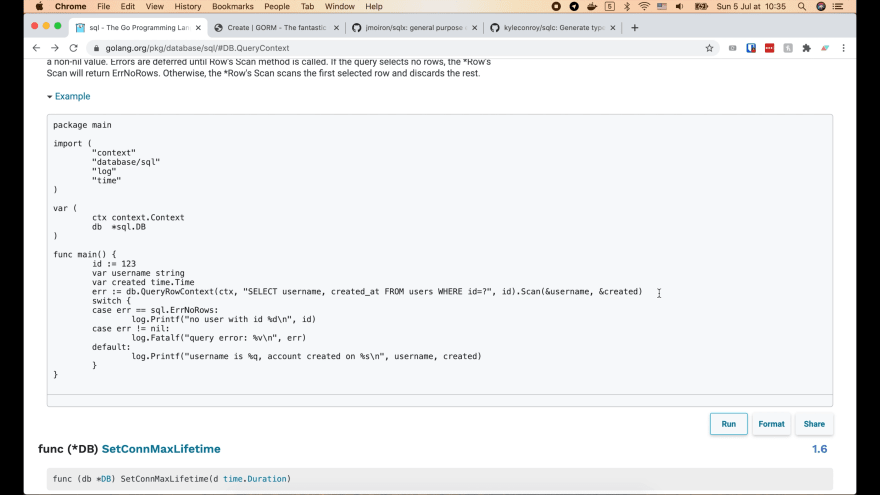 Chrome File Edit View History Bookmarks People Tab Window Help 5 Sun 5 Jul at 10:35
sql - The Go Programming Lan × Create | GORM - The fantastic × jmoiron/sqlx: general purpose × kyleconroy/sqlc: Generate type × +
golang.org/pkg/database/sql/#DB.QueryContext
a non-nil value. Errors are deferred until Row's Scan method is called. If the query selects no rows, the *Row's
Scan will return ErrNoRows. Otherwise, the *Row's Scan scans the first selected row and discards the rest.
Example
package main
import (
"context"
"database/sql"
"log"
"time"
)
var (
ctx context.Context
db *sql.DB
)
func main() {
id := 123
var username string
var created time.Time
err := db.QueryRowContext(ctx, "SELECT username, created_at FROM users WHERE id=?", id).Scan(&username, &created)
switch {
case err == sql.ErrNoRows:
log.Printf("no user with id %d\n", id)
case err != nil:
log.Fatalf("query error: %v\n", err)
default:
log.Printf("username is %q, account created on %s\n", username, created)
}
}
Run Format Share
func (*DB) SetConnMaxLifetime 1.6
func (db *DB) SetConnMaxLifetime(d time.Duration)